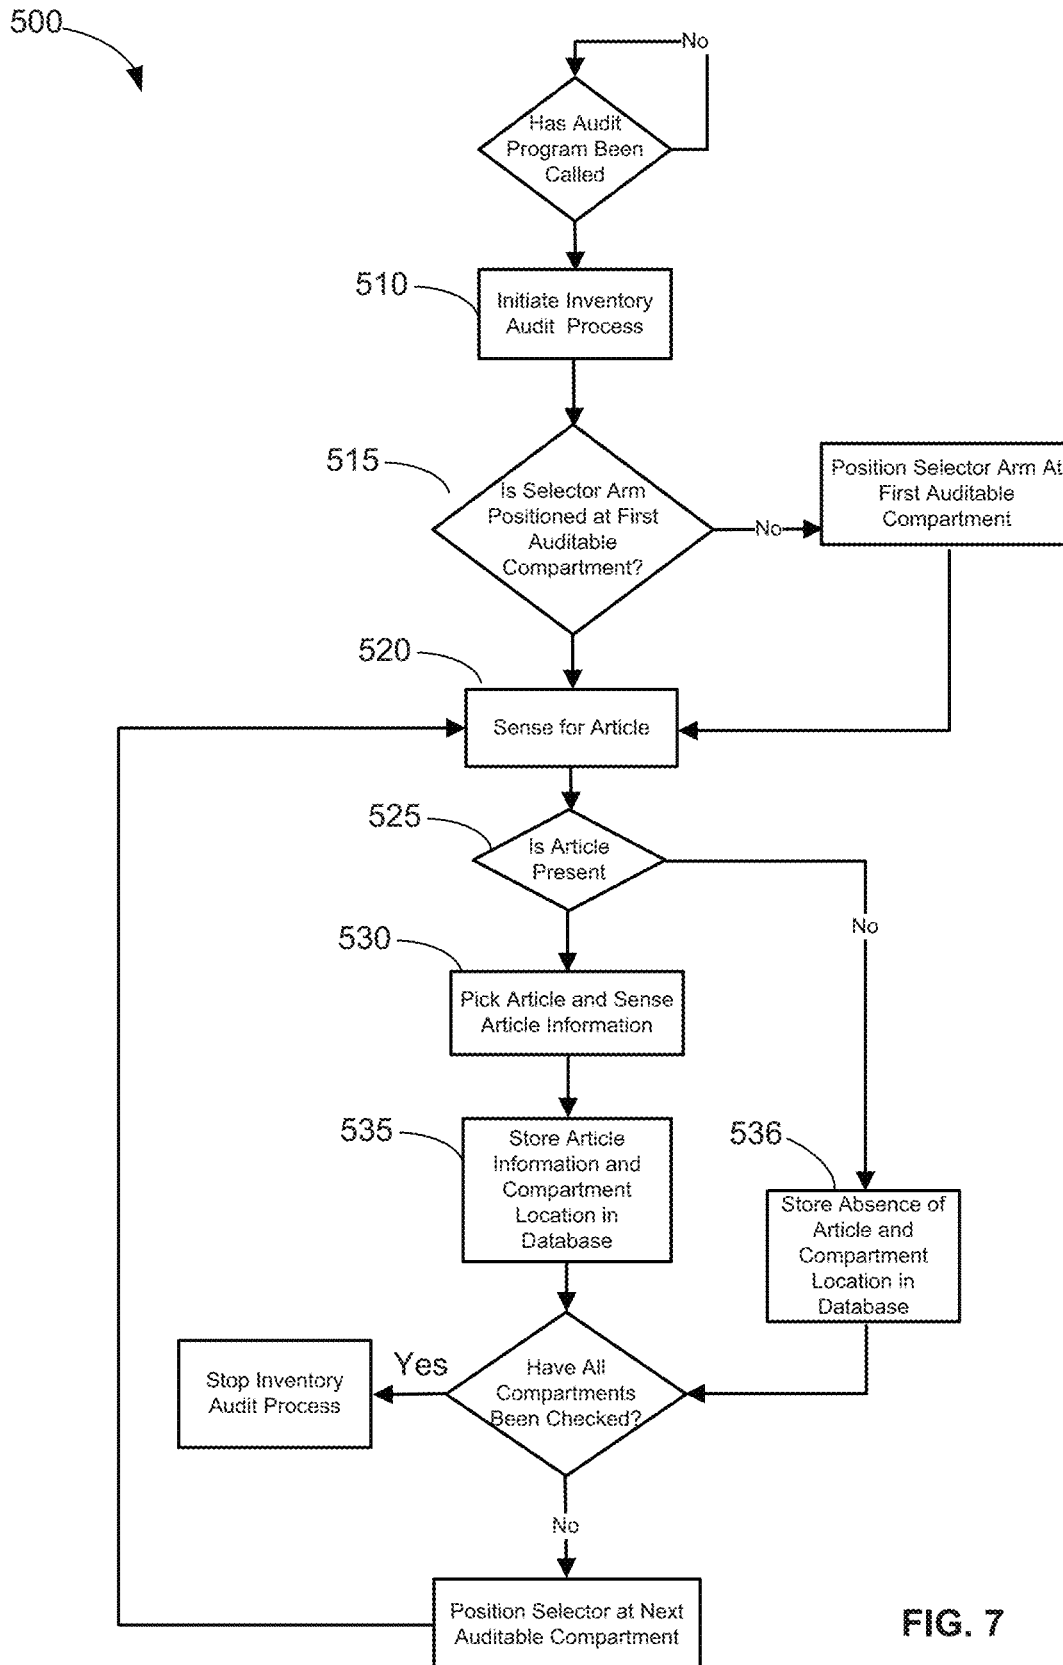 500
No
Has Audit
Program Been
Called
510
Initiate Inventory
Audit Process
515
Is Selector Arm
Positioned at First
Auditable
Compartment?
No
Position Selector Arm At
First Auditable
Compartment
520
Sense for Article
525
Is Article
Present
No
530
Pick Article and Sense
Article Information
535
Store Article
Information and
Compartment
Location in
Database
536
Store Absence of
Article and
Compartment
Location in
Database
Stop Inventory
Audit Process
Yes
Have All
Compartments
Been Checked?
No
Position Selector at Next
Auditable Compartment
FIG. 7